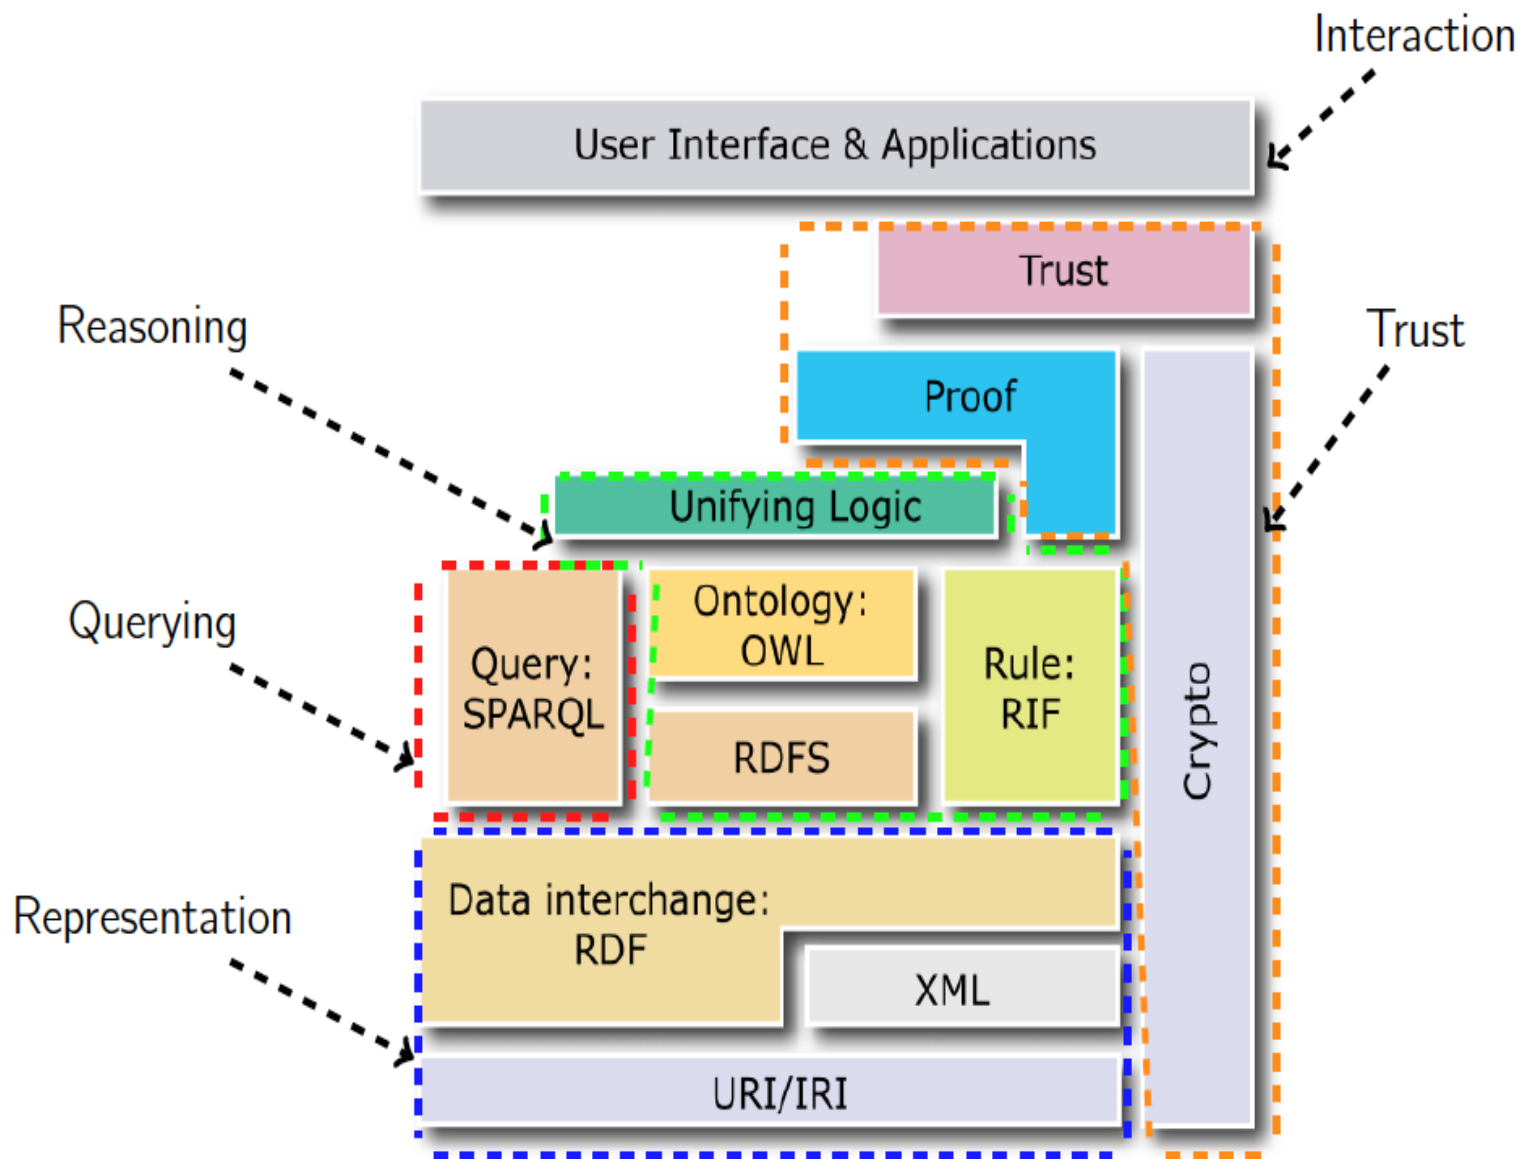 Interaction
User Interface & Applications
Trust
Reasoning
Trust
Proof
Unifying Logic
Querying
Query:
SPARQL
Ontology:
OWL
RDFS
Rule:
RIF
Crypto
Representation
Data interchange:
RDF
XML
URI/IRI